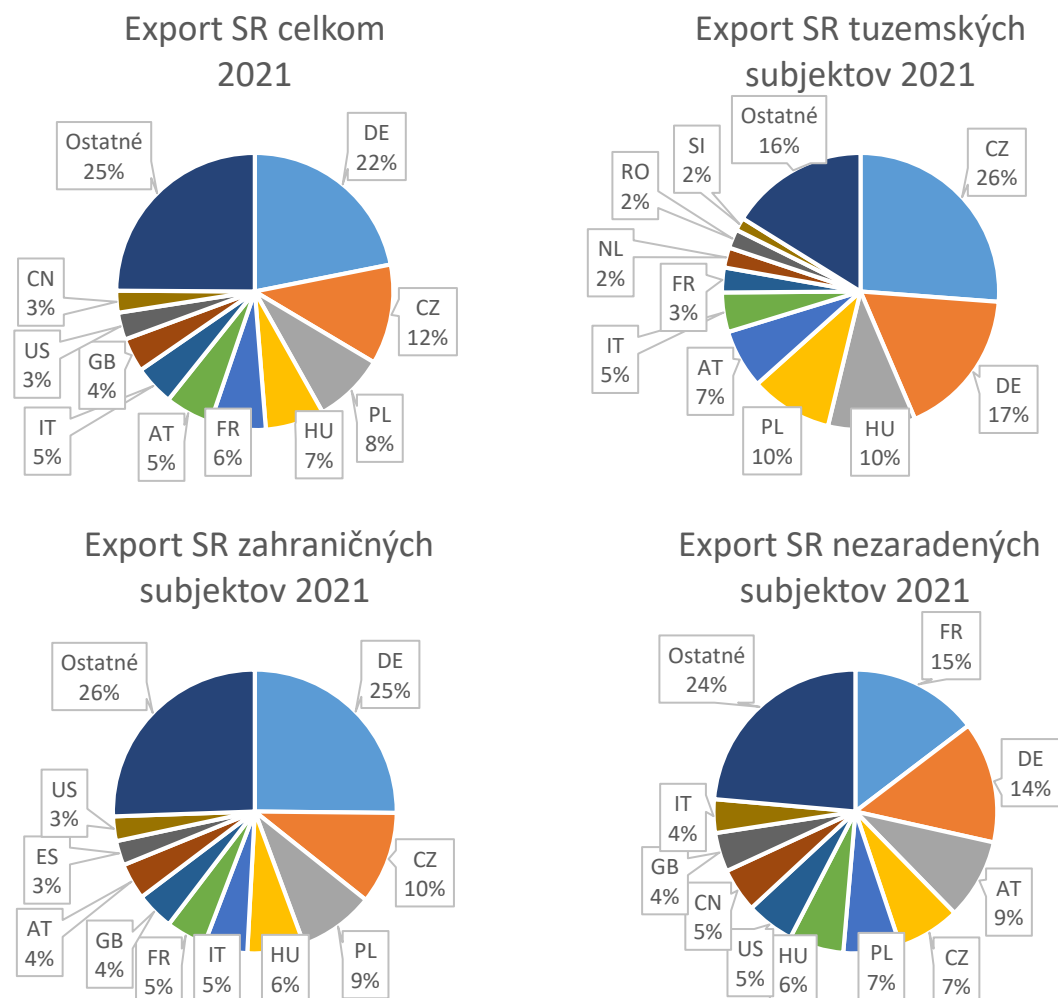 Export SR celkom
2021
DE
22%
CZ
12%
PL
8%
HU
7%
FR
6%
AT
5%
IT
5%
GB
4%
US
3%
CN
3%
Ostatné
25%
Export SR tuzemských
subjektov 2021
CZ
26%
DE
17%
HU
10%
PL
10%
AT
7%
IT
5%
FR
3%
NL
2%
RO
2%
SI
2%
Ostatné
16%
Export SR zahraničných
subjektov 2021
DE
25%
CZ
10%
PL
9%
HU
6%
IT
5%
FR
5%
GB
4%
AT
4%
ES
3%
US
3%
Ostatné
26%
Export SR nezaradených
subjektov 2021
FR
15%
DE
14%
AT
9%
CZ
7%
PL
7%
HU
6%
US
5%
CN
5%
GB
4%
IT
4%
Ostatné
24%